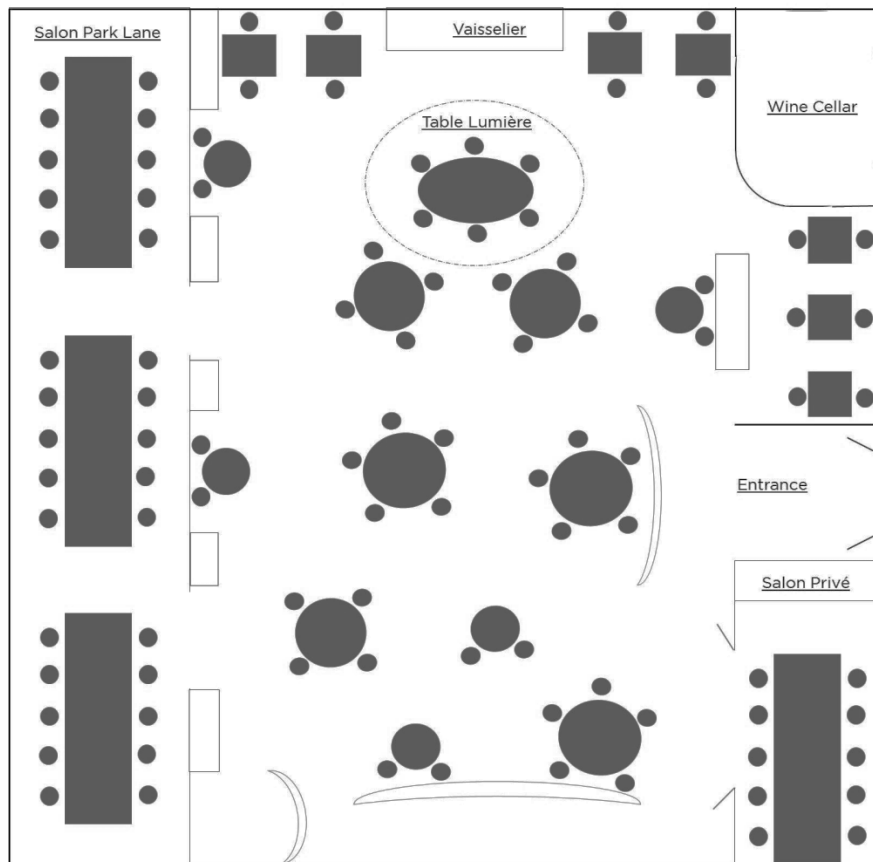 Salon Park Lane
Vaisselier
Wine Cellar
Table Lumière
Entrance
Salon Privé